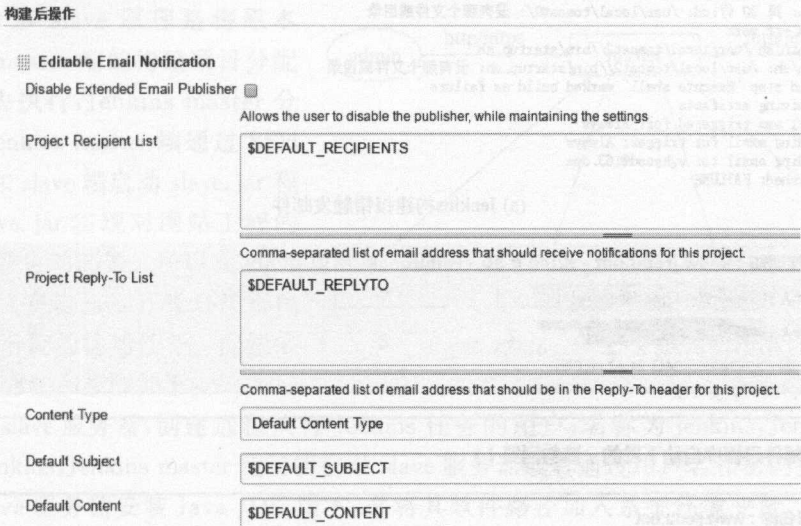 构建后操作
Editable Email Notification
Disable Extended Email Publisher
Allows the user to disable the publisher, while maintaining the settings
Project Recipient List
$DEFAULT_RECIPIENTS
Comma-separated list of email address that should receive notifications for this project.
Project Reply-To List
$DEFAULT_REPLYTO
Comma-separated list of email address that should be in the Reply-To header for this project.
Content Type
Default Content Type
Default Subject
$DEFAULT_SUBJECT
Default Content
$DEFAULT_CONTENT